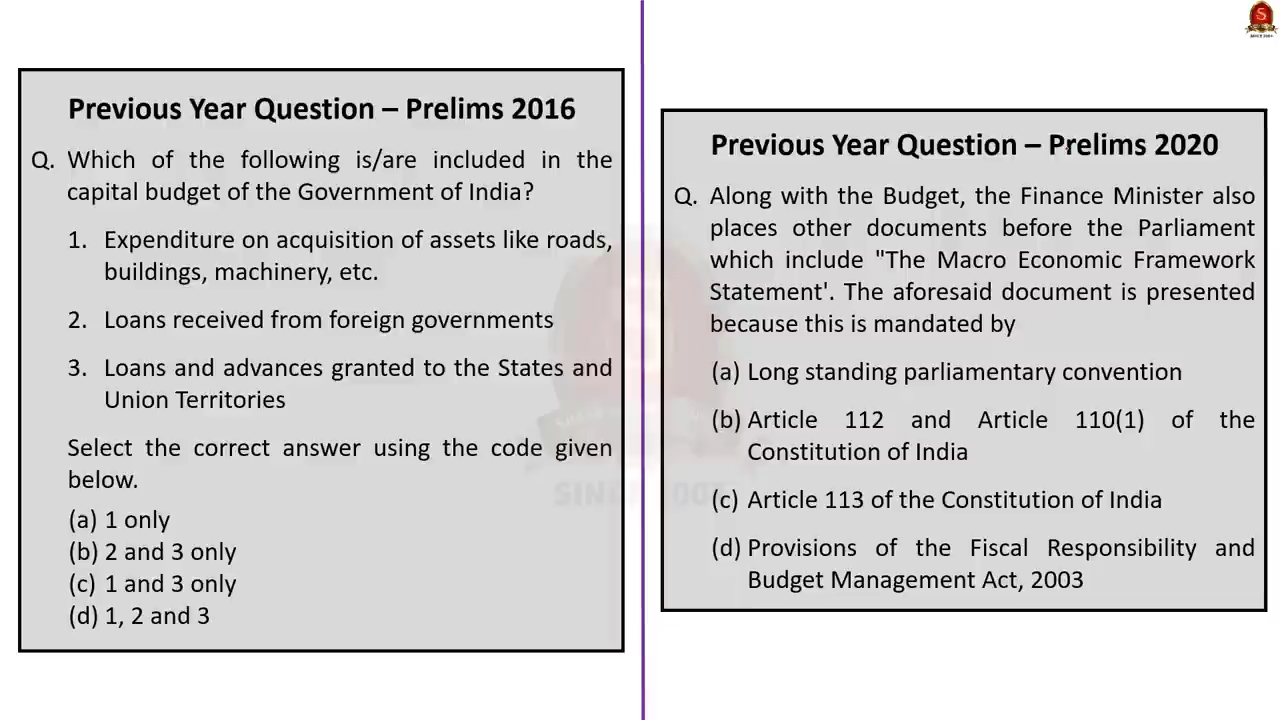 Previous Year Question – Prelims 2016
Q. Which of the following is/are included in the
capital budget of the Government of India?
1. Expenditure on acquisition of assets like roads,
buildings, machinery, etc.
2. Loans received from foreign governments
3. Loans and advances granted to the States and
Union Territories
Select the correct answer using the code given
below.
(a) 1 only
(b) 2 and 3 only
(c) 1 and 3 only
(d) 1, 2 and 3
Previous Year Question – Prelims 2020
Q. Along with the Budget, the Finance Minister also
places other documents before the Parliament
which include "The Macro Economic Framework
Statement'. The aforesaid document is presented
because this is mandated by
(a) Long standing parliamentary convention
(b) Article 112 and Article 110(1) of the
Constitution of India
(c) Article 113 of the Constitution of India
(d) Provisions of the Fiscal Responsibility and
Budget Management Act, 2003